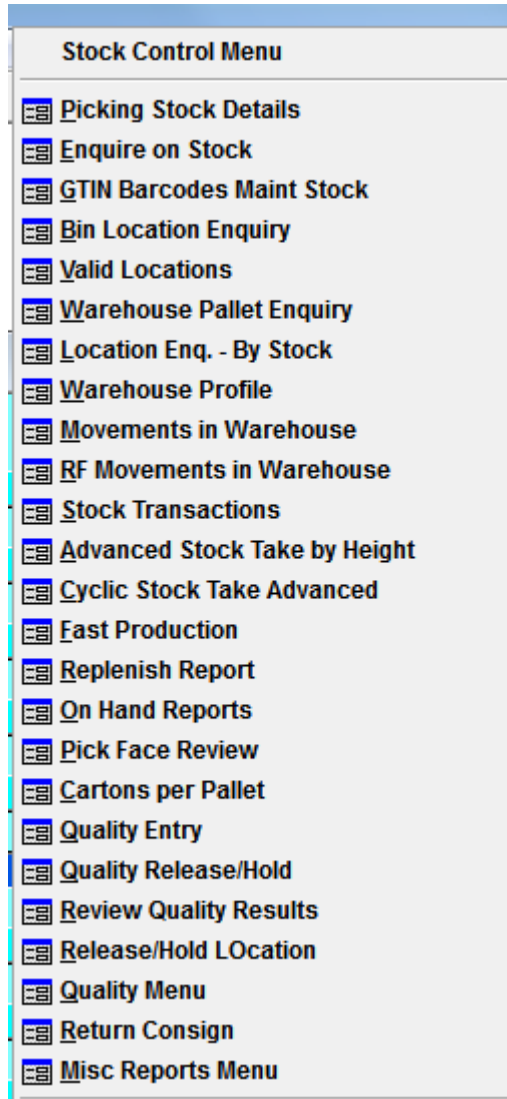 Stock Control Menu
Picking Stock Details
Enquire on Stock
GTIN Barcodes Maint Stock
Bin Location Enquiry
Valid Locations
Warehouse Pallet Enquiry
Location Enq. - By Stock
Warehouse Profile
Movements in Warehouse
RF Movements in Warehouse
Stock Transactions
Advanced Stock Take by Height
Cyclic Stock Take Advanced
Fast Production
Replenish Report
On Hand Reports
Pick Face Review
Cartons per Pallet
Quality Entry
Quality Release/Hold
Review Quality Results
Release/Hold LOcation
Quality Menu
Return Consign
Misc Reports Menu